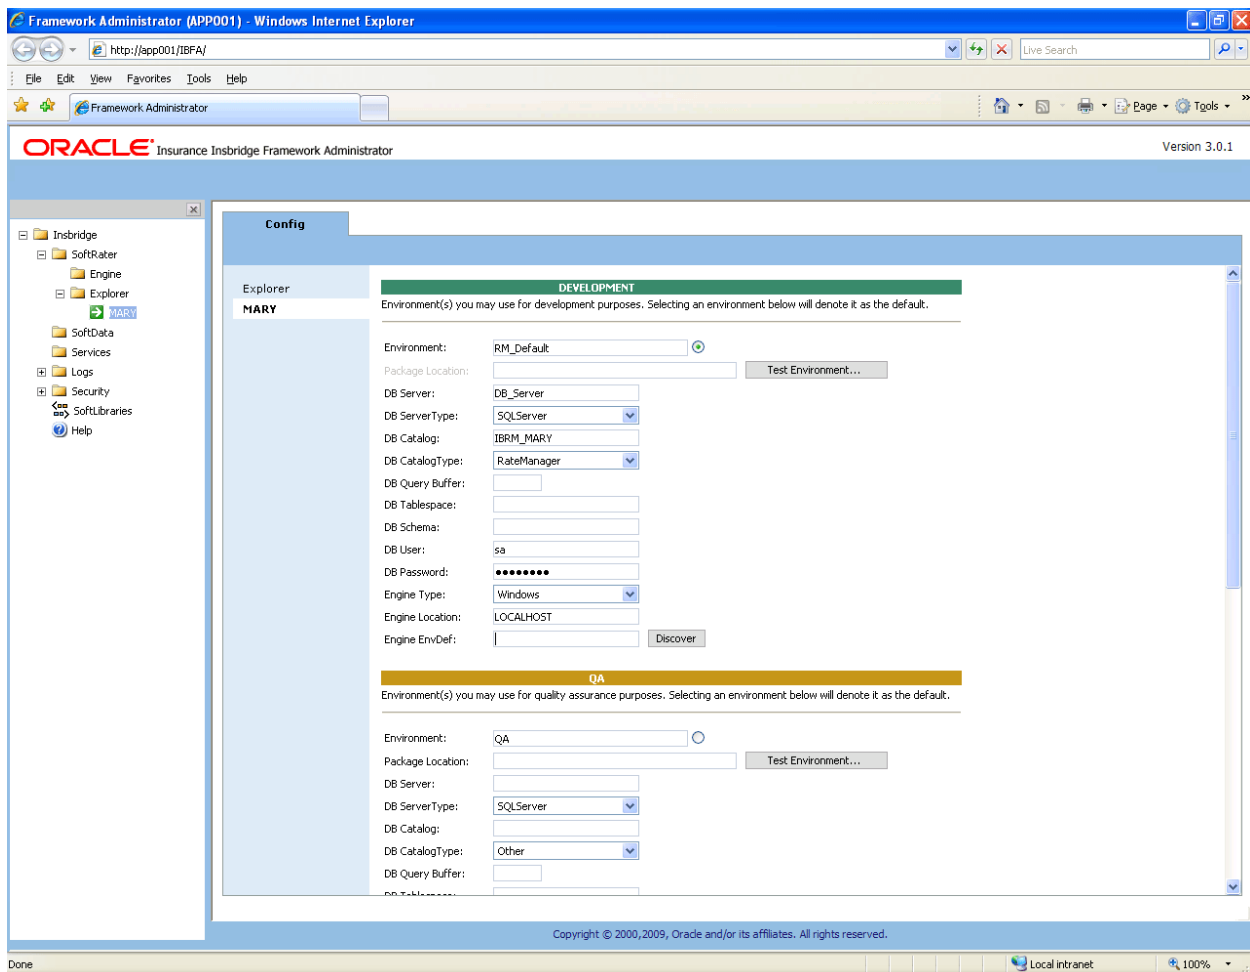 Framework Administrator (APP001) - Windows Internet Explorer
http://app001/IBFA/
Live Search
File Edit View Favorites Tools Help
Framework Administrator
Page Tools
ORACLE Insurance Insbridge Framework Administrator
Version 3.0.1
Insbridge
SoftRater
Engine
Explorer
MARY
SoftData
Services
Logs
Security
SoftLibraries
Help
Config
Explorer
MARY
DEVELOPMENT
Environment(s) you may use for development purposes. Selecting an environment below will denote it as the default.
Environment: RM_Default
Package Location: Test Environment...
DB Server: DB_Server
DB ServerType: SQLServer
DB Catalog: IBRM_MARY
DB CatalogType: RateManager
DB Query Buffer:
DB Tablespace:
DB Schema:
DB User: sa
DB Password: ●●●●●●●●
Engine Type: Windows
Engine Location: LOCALHOST
Engine EnvDef: Discover
QA
Environment(s) you may use for quality assurance purposes. Selecting an environment below will denote it as the default.
Environment: QA
Package Location: Test Environment...
DB Server:
DB ServerType: SQLServer
DB Catalog:
DB CatalogType: Other
DB Query Buffer:
DB Tablespace:
Copyright © 2000,2009, Oracle and/or its affiliates. All rights reserved.
Done
Local intranet
100%